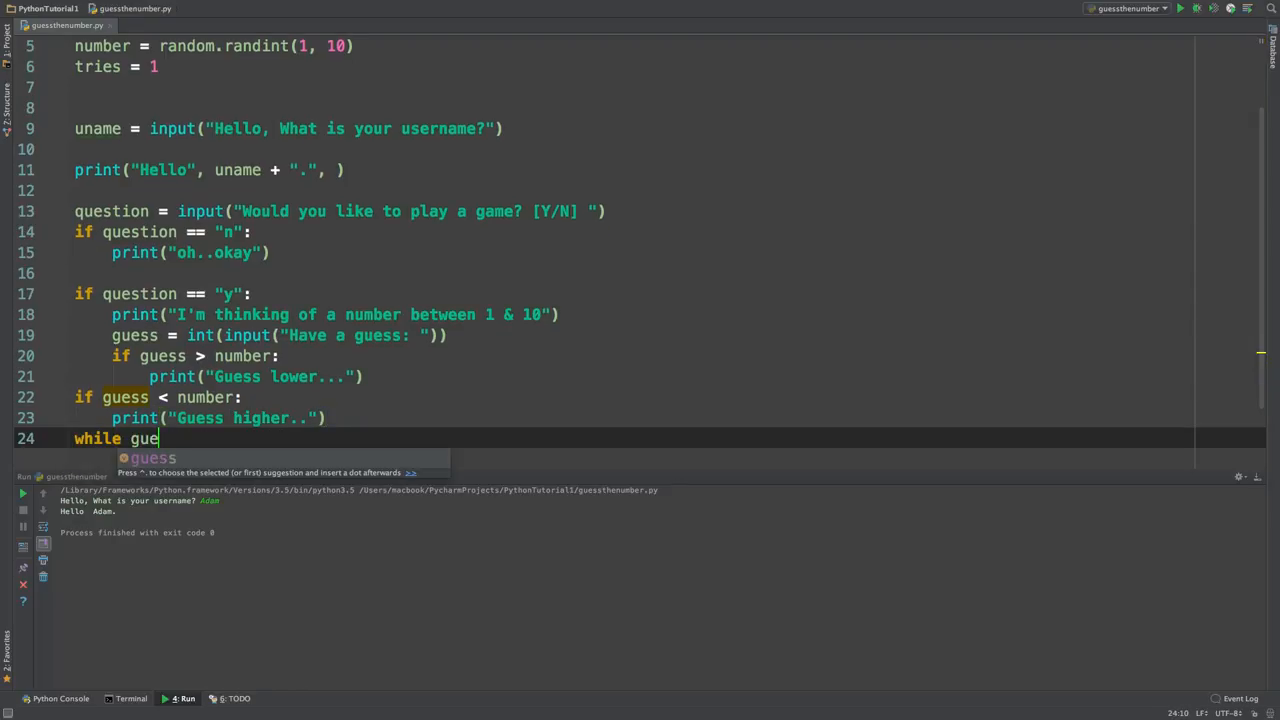 PythonTutorial1 guessthenumber.py guessthenumber
guessthenumber.py
1: Project
Z: Structure
2: Favorites
Database
5 number = random.randint(1, 10)
6 tries = 1
7
8
9 uname = input("Hello, What is your username?")
10
11 print("Hello", uname + ".", )
12
13 question = input("Would you like to play a game? [Y/N] ")
14 if question == "n":
15 print("oh..okay")
16
17 if question == "y":
18 print("I'm thinking of a number between 1 & 10")
19 guess = int(input("Have a guess: "))
20 if guess > number:
21 print("Guess lower...")
22 if guess < number:
23 print("Guess higher..")
24 while gue
guess
Press ^. to choose the selected (or first) suggestion and insert a dot afterwards >>
Run guessthenumber
/Library/Frameworks/Python.framework/Versions/3.5/bin/python3.5 /Users/macbook/PycharmProjects/PythonTutorial1/guessthenumber.py
Hello, What is your username? Adam
Hello Adam.
Process finished with exit code 0
Python Console Terminal 4: Run 6: TODO Event Log
24:10 LF÷ UTF-8÷